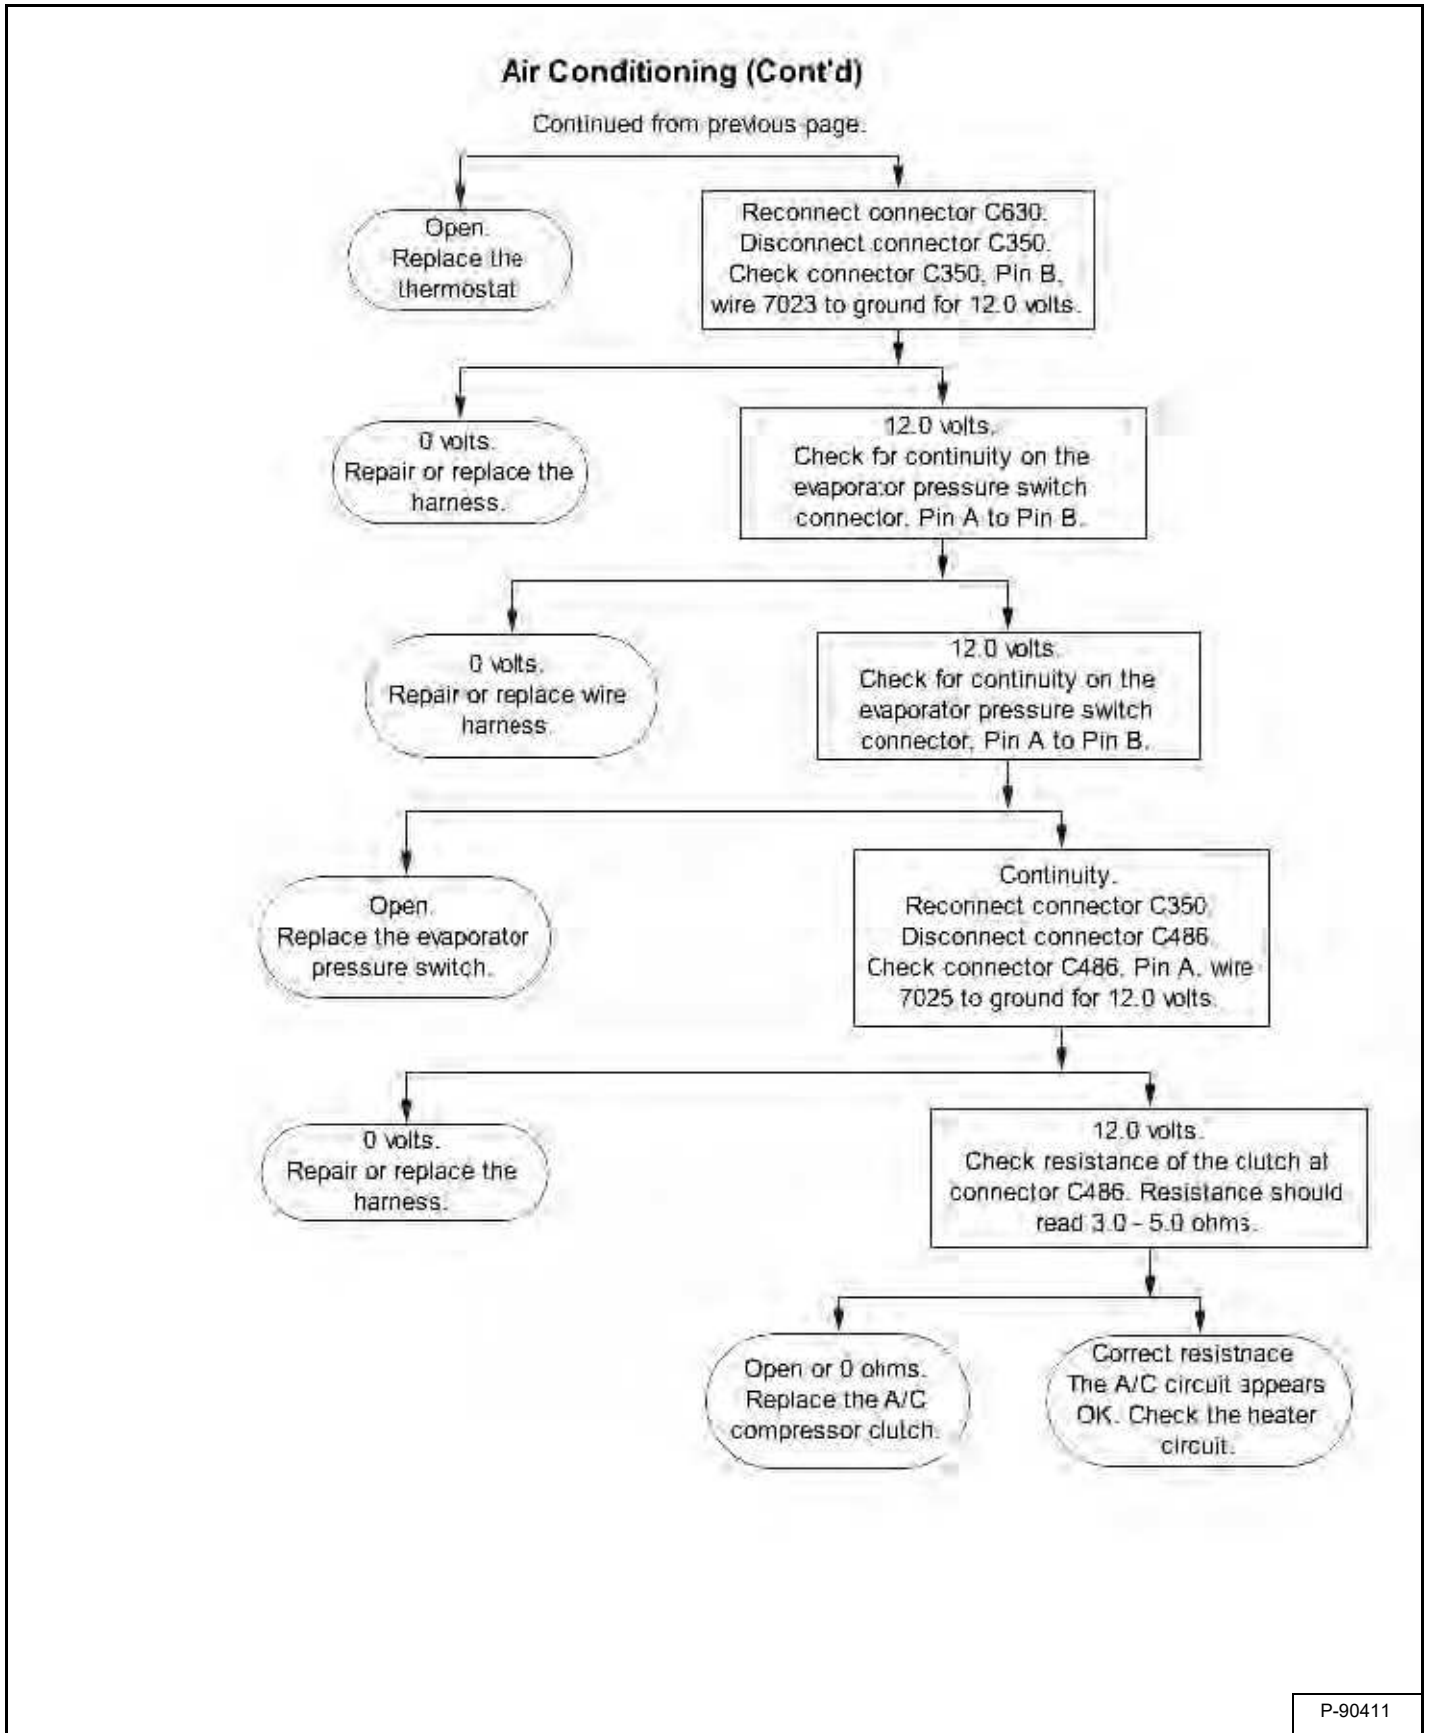 Air Conditioning (Cont'd)
Continued from previous page.
Open.
Replace the
thermostat
Reconnect connector C630.
Disconnect connector C350.
Check connector C350, Pin B,
wire 7023 to ground for 12.0 volts.
0 volts.
Repair or replace the
harness.
12.0 volts.
Check for continuity on the
evaporator pressure switch
connector, Pin A to Pin B.
0 volts.
Repair or replace wire
harness.
12.0 volts.
Check for continuity on the
evaporator pressure switch
connector, Pin A to Pin B.
Open.
Replace the evaporator
pressure switch.
Continuity.
Reconnect connector C350.
Disconnect connector C486.
Check connector C486, Pin A, wire
7025 to ground for 12.0 volts.
0 volts.
Repair or replace the
harness.
12.0 volts.
Check resistance of the clutch at
connector C486. Resistance should
read 3.0 - 5.0 ohms.
Open or 0 ohms.
Replace the A/C
compressor clutch.
Correct resistnace
The A/C circuit appears
OK. Check the heater
circuit.
P-90411